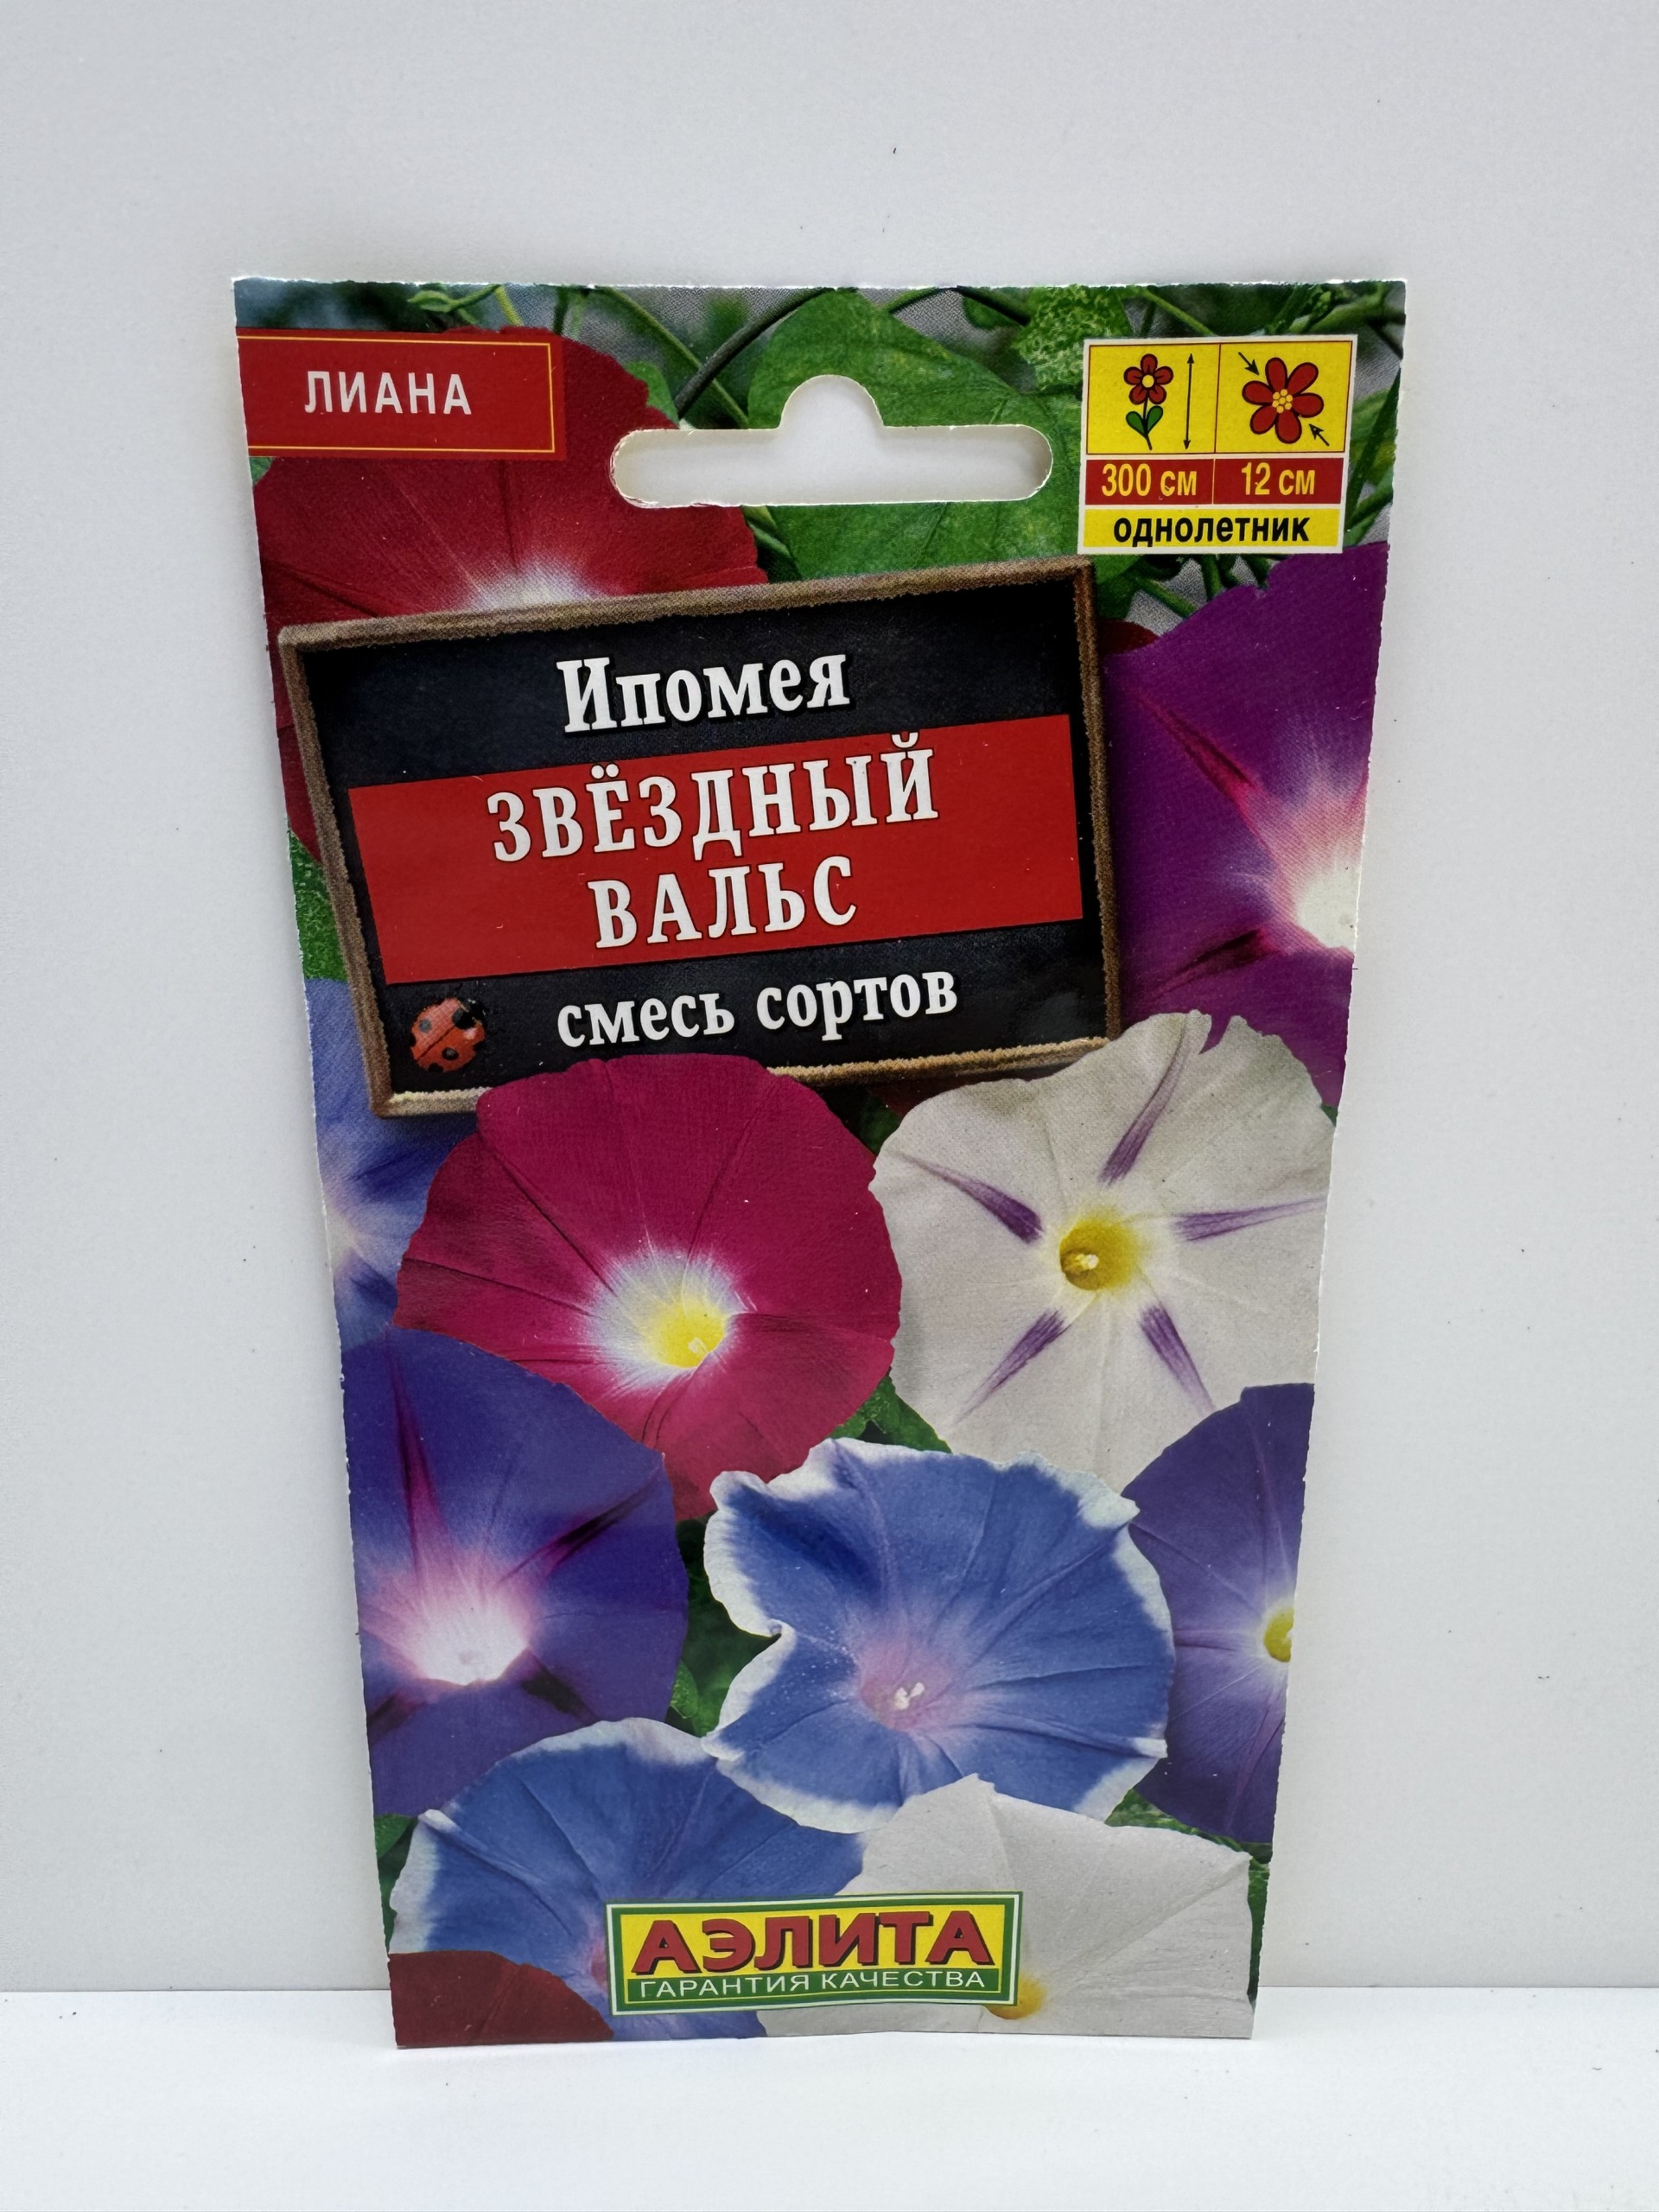 ЛИАНА
300 см 12 см
однолетник
Ипомея
ЗВЁЗДНЫЙ
ВАЛЬС
смесь сортов
АЭЛИТА
ГАРАНТИЯ КАЧЕСТВА